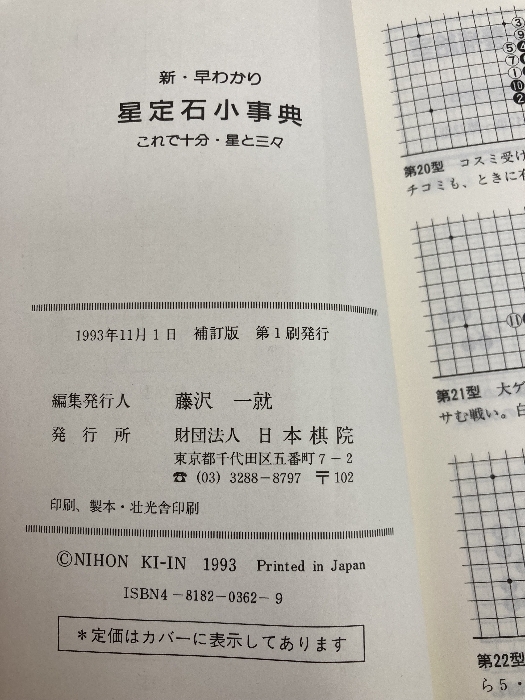 新・早わかり
星定石小事典
これで十分・星と三々
1993年11月1日 補訂版 第1刷発行
編集発行人 藤沢 一就
発行所 財団法人 日本棋院
東京都千代田区五番町7－2
☎ (03) 3288－8797 〒102
印刷、製本・壮光舎印刷
©NIHON KI-IN 1993 Printed in Japan
ISBN4－8182－0362－9
＊定価はカバーに表示してあります
③
⑨
⑤
⑦
①
❿
❷
第20型 コスミ受け
チコミも、ときに
⑪
第21型 大ゲ
サむ戦い。白
第22型
ら5・